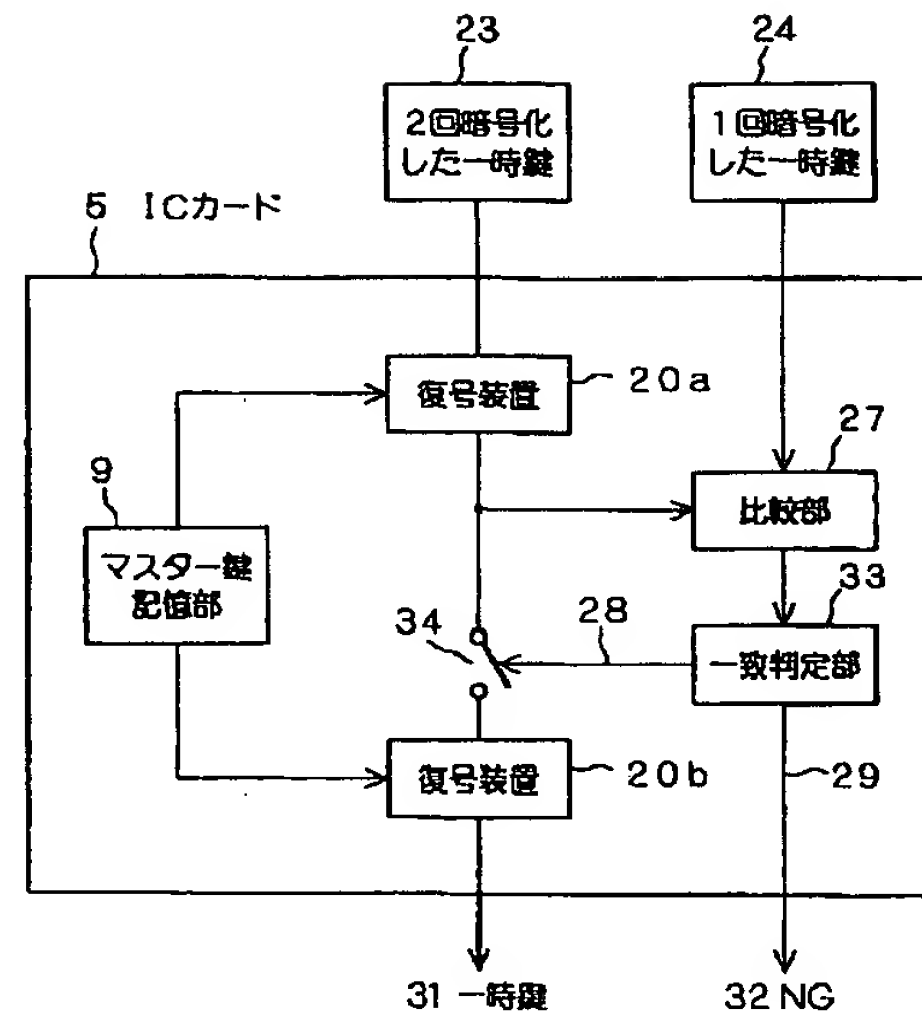 23
24
2回暗号化
した一時鍵
1回暗号化
した一時鍵
5 ICカード
復号装置
20a
27
比較部
9
マスター鍵
記憶部
33
34
28
一致判定部
復号装置
20b
29
31 一時鍵
32 NG